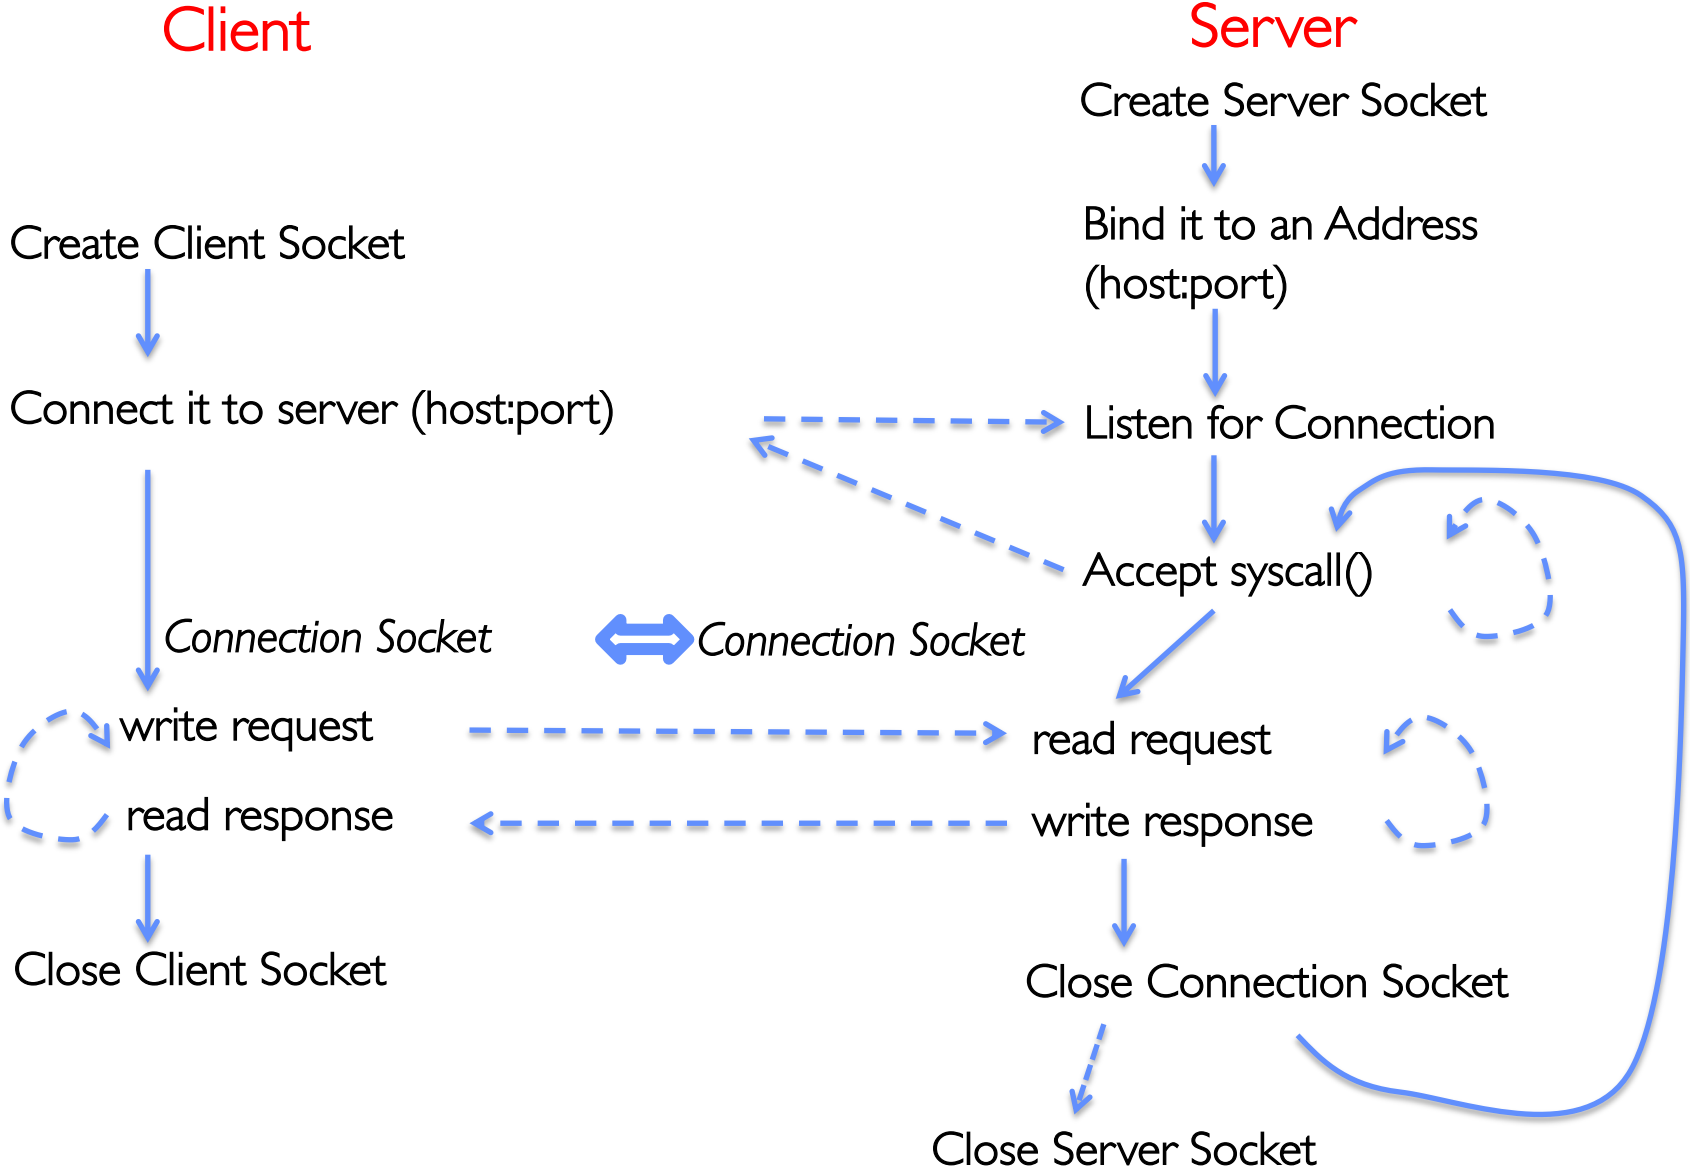 Client
Server
Create Server Socket
Bind it to an Address
(host:port)
Create Client Socket
Connect it to server (host:port)
Listen for Connection
Accept syscall()
Connection Socket
Connection Socket
write request
read request
read response
write response
Close Client Socket
Close Connection Socket
Close Server Socket